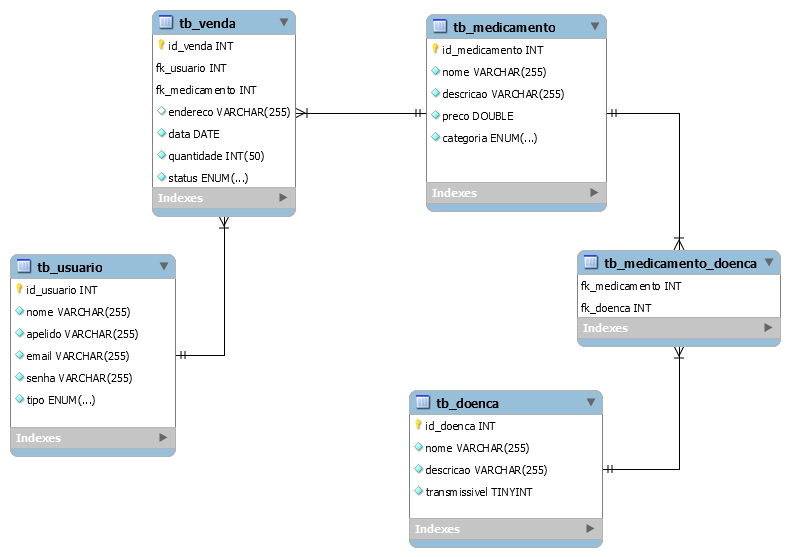 tb_venda
id_venda INT
fk_usuario INT
fk_medicamento INT
endereco VARCHAR(255)
data DATE
quantidade INT(50)
status ENUM(...)
Indexes
tb_medicamento
id_medicamento INT
nome VARCHAR(255)
descricao VARCHAR(255)
preco DOUBLE
categoria ENUM(...)
Indexes
tb_usuario
id_usuario INT
nome VARCHAR(255)
apelido VARCHAR(255)
email VARCHAR(255)
senha VARCHAR(255)
tipo ENUM(...)
Indexes
tb_medicamento_doenca
fk_medicamento INT
fk_doenca INT
Indexes
tb_doenca
id_doenca INT
nome VARCHAR(255)
descricao VARCHAR(255)
transmissivel TINYINT
Indexes